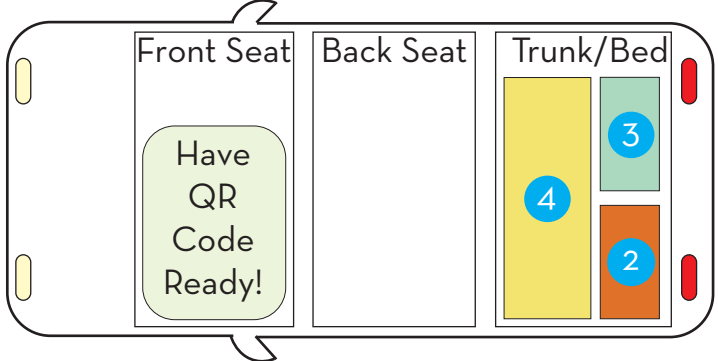 Front Seat
Back Seat
Trunk/Bed
Have
QR
Code
Ready!
3
4
2